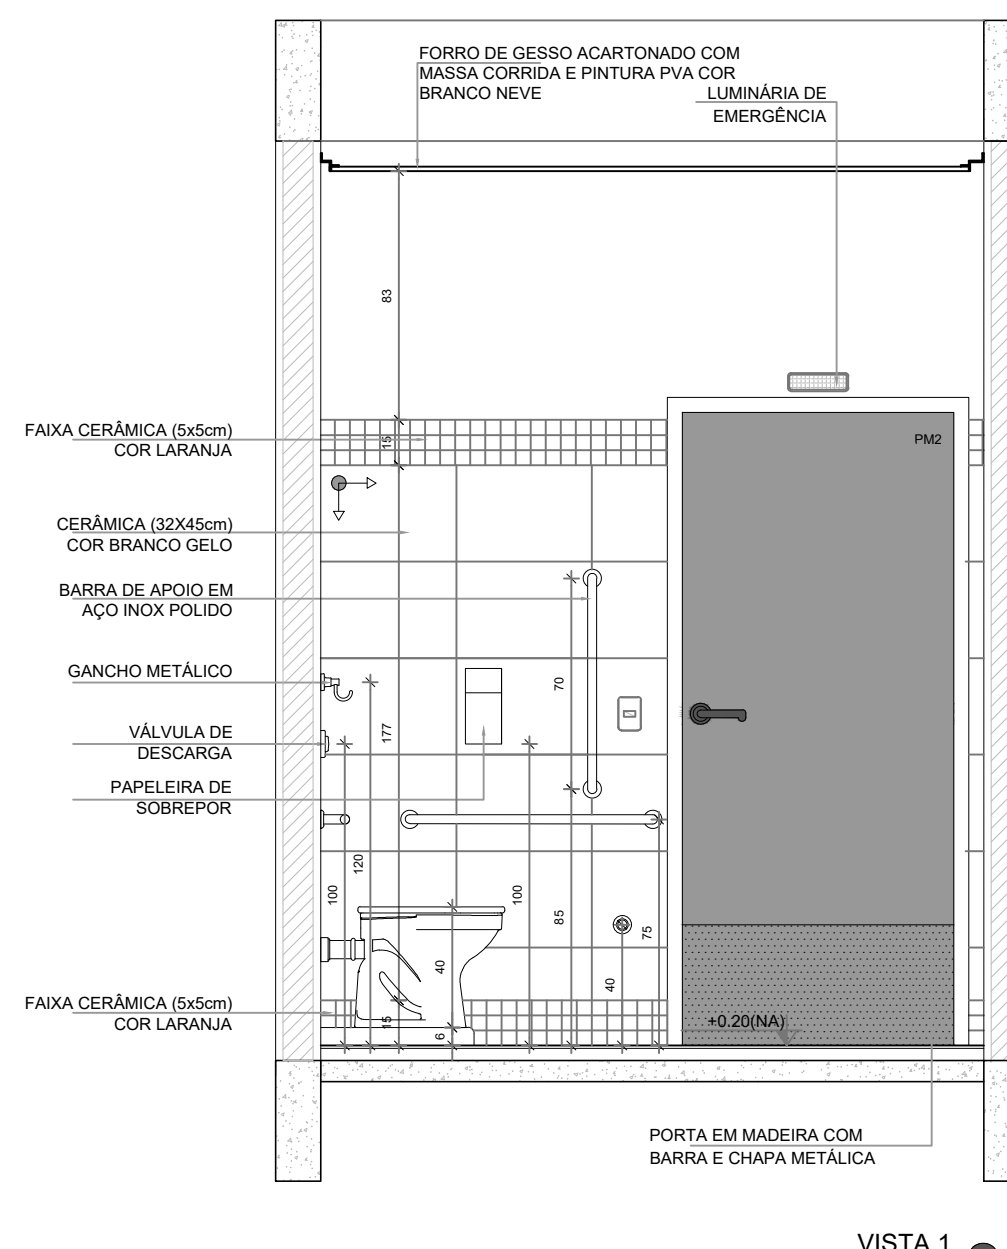 FORRO DE GESSO ACARTONADO COM
MASSA CORRIDA E PINTURA PVA COR
BRANCO NEVE
LUMINÁRIA DE
EMERGÊNCIA
83
FAIXA CERÂMICA (5x5cm)
COR LARANJA
15
PM2
CERÂMICA (32X45cm)
COR BRANCO GELO
BARRA DE APOIO EM
AÇO INOX POLIDO
GANCHO METÁLICO
70
177
VÁLVULA DE
DESCARGA
PAPELEIRA DE
SOBREPOR
120
100
100
85
75
40
40
FAIXA CERÂMICA (5x5cm)
COR LARANJA
15
6
+0.20(NA)
PORTA EM MADEIRA COM
BARRA E CHAPA METÁLICA
VISTA 1